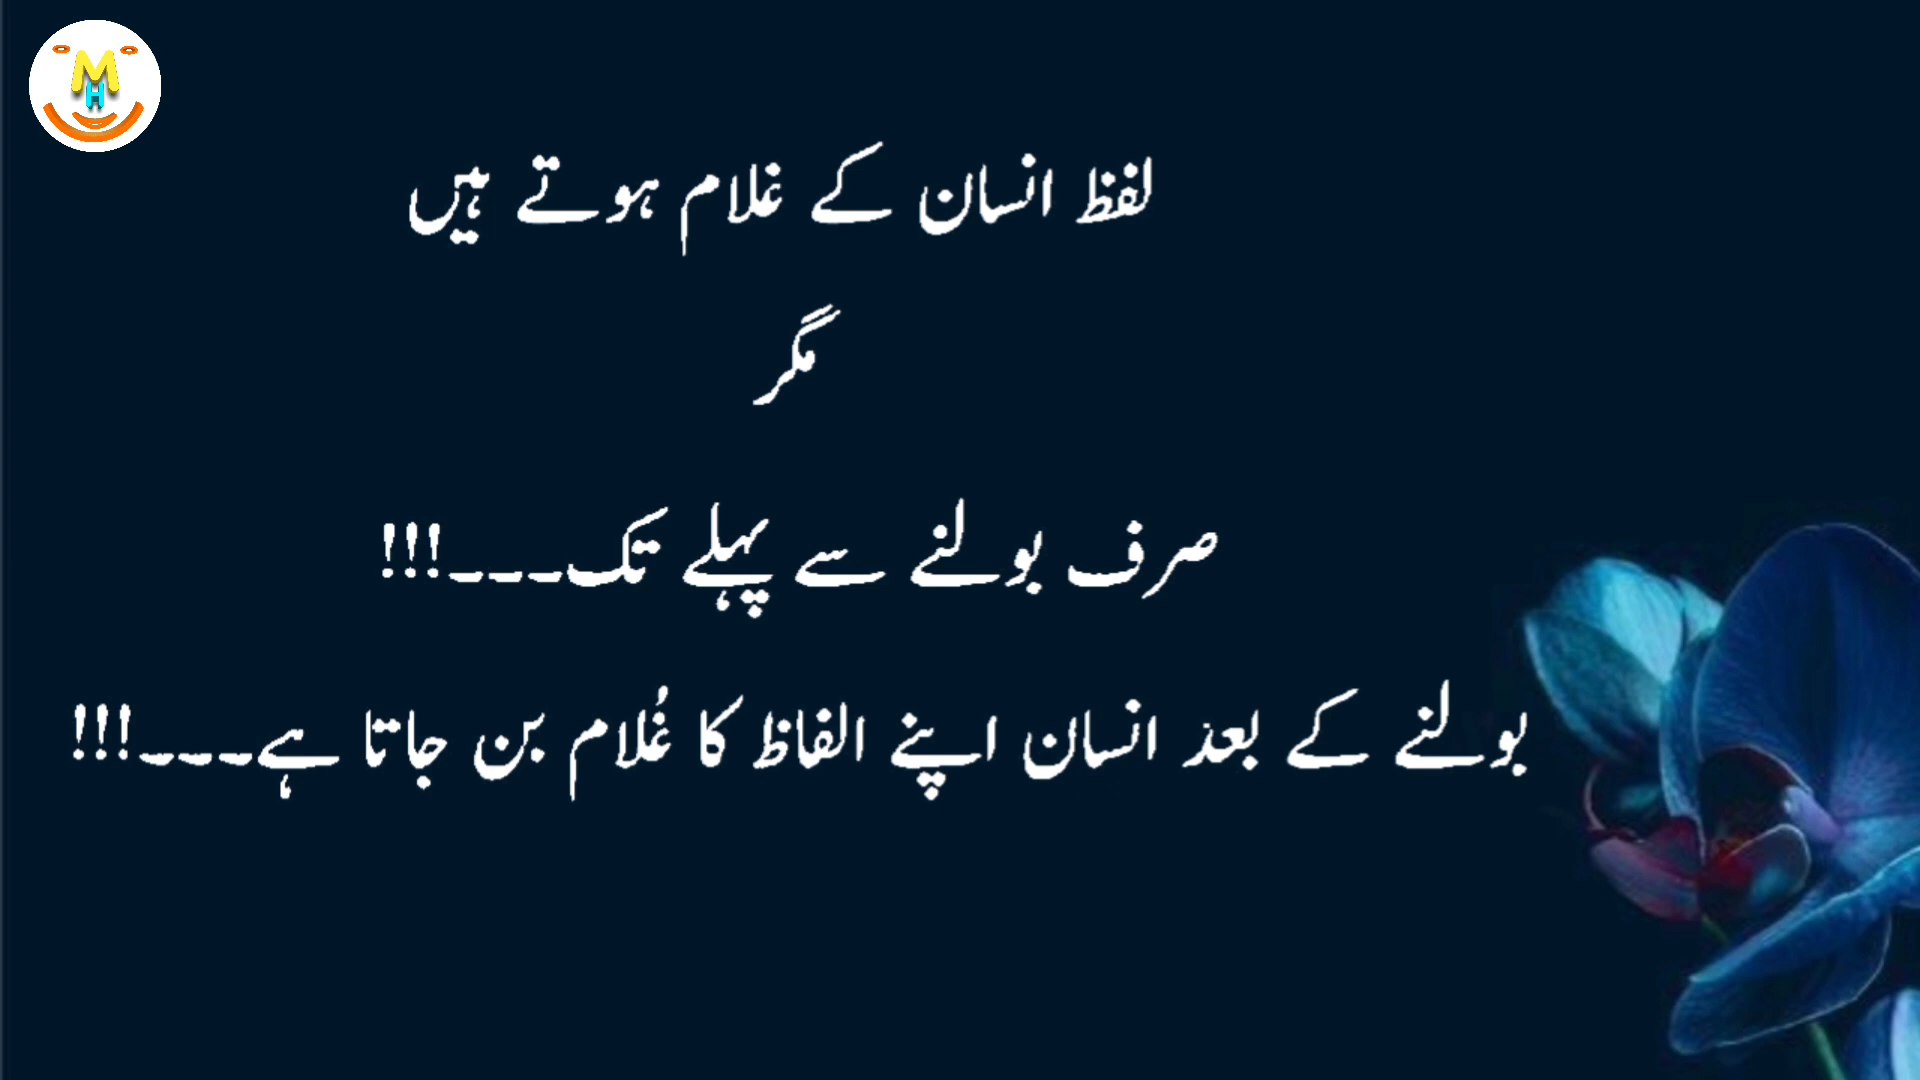 M
H
لفظ انسان کے غلام ہوتے ہیں
مگر
صرف بولنے سے پہلے تک۔۔۔!!!
بولنے کے بعد انسان اپنے الفاظ کا غُلام بن جاتا ہے۔۔۔!!!